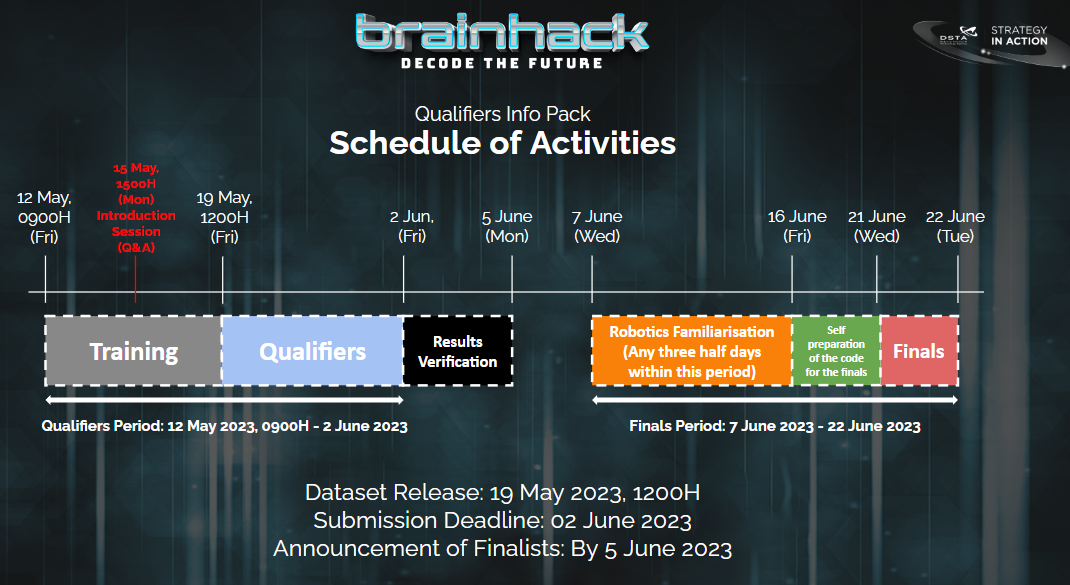 brainhack
DECODE THE FUTURE
DSTA
STRATEGY
IN ACTION
Qualifiers Info Pack
Schedule of Activities
12 May,
0900H
(Fri)
15 May,
1500H
(Mon)
Introduction
Session
(Q&A)
19 May,
1200H
(Fri)
2 Jun,
(Fri)
5 June
(Mon)
7 June
(Wed)
16 June
(Fri)
21 June
(Wed)
22 June
(Tue)
Training
Qualifiers
Results
Verification
Robotics Familiarisation
(Any three half days
within this period)
Self
preparation
of the code
for the finals
Finals
Qualifiers Period: 12 May 2023, 0900H - 2 June 2023
Finals Period: 7 June 2023 - 22 June 2023
Dataset Release: 19 May 2023, 1200H
Submission Deadline: 02 June 2023
Announcement of Finalists: By 5 June 2023